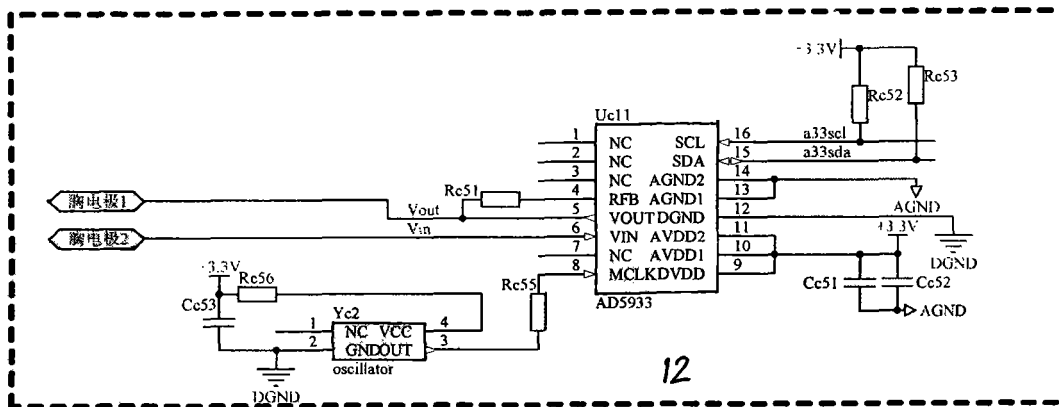 +3.3V
Rc53
Rc52
Uc11
1 NC SCL 16 a33scl
2 NC SDA 15 a33sda
3 NC AGND2 14
Rc51 4 RFB AGND1 13
胸电极1 Vout 5 VOUT DGND 12 AGND
胸电极2 Vin 6 VIN AVDD2 11 +3.3V
7 NC AVDD1 10 DGND
+3.3V Rc56 Rc55 8 MCLK DVDD 9 Cc51 Cc52
AD5933 AGND
Cc53 Yc2
1 NC VCC 4
2 GND OUT 3
oscillator
DGND
12